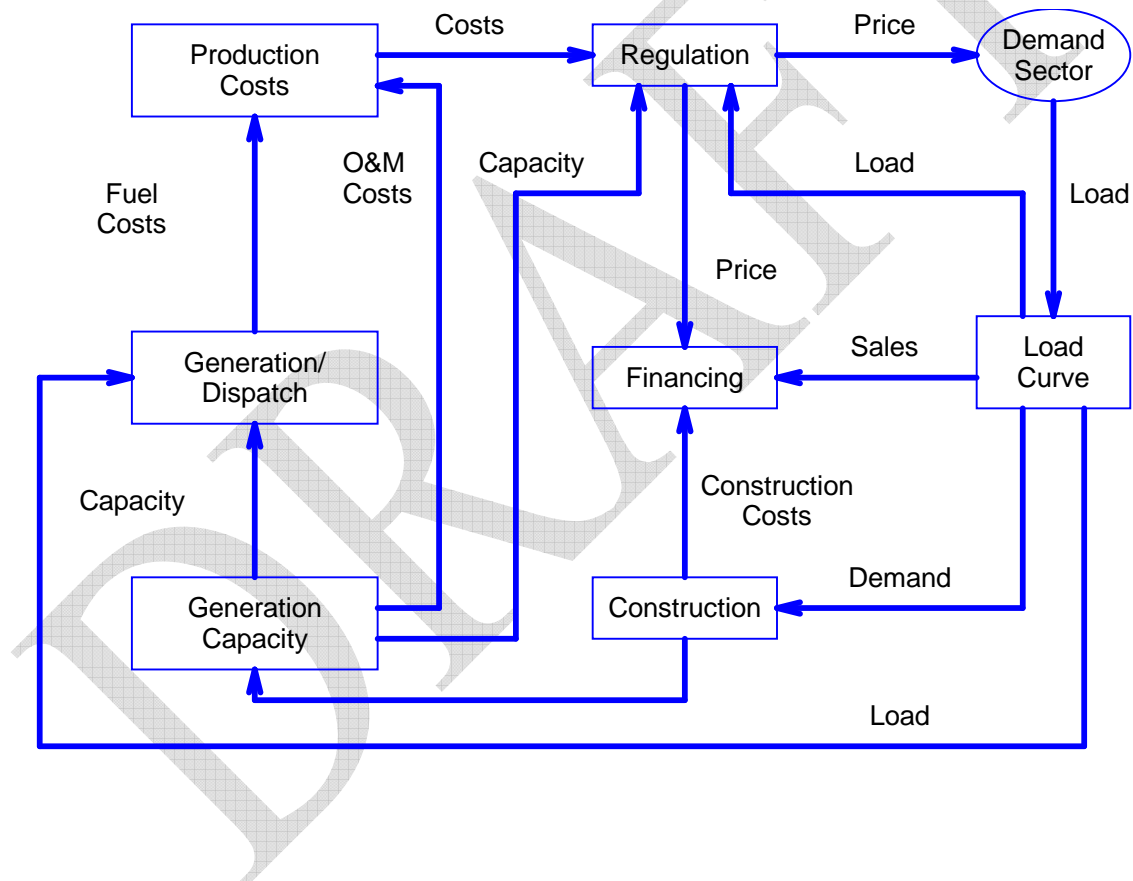 Costs
Price
Production
Costs
Regulation
Demand
Sector
O&M
Costs
Capacity
Load
Fuel
Costs
Load
Price
Generation/
Dispatch
Financing
Sales
Load
Curve
Capacity
Construction
Costs
Generation
Capacity
Construction
Demand
Load
DRAFT